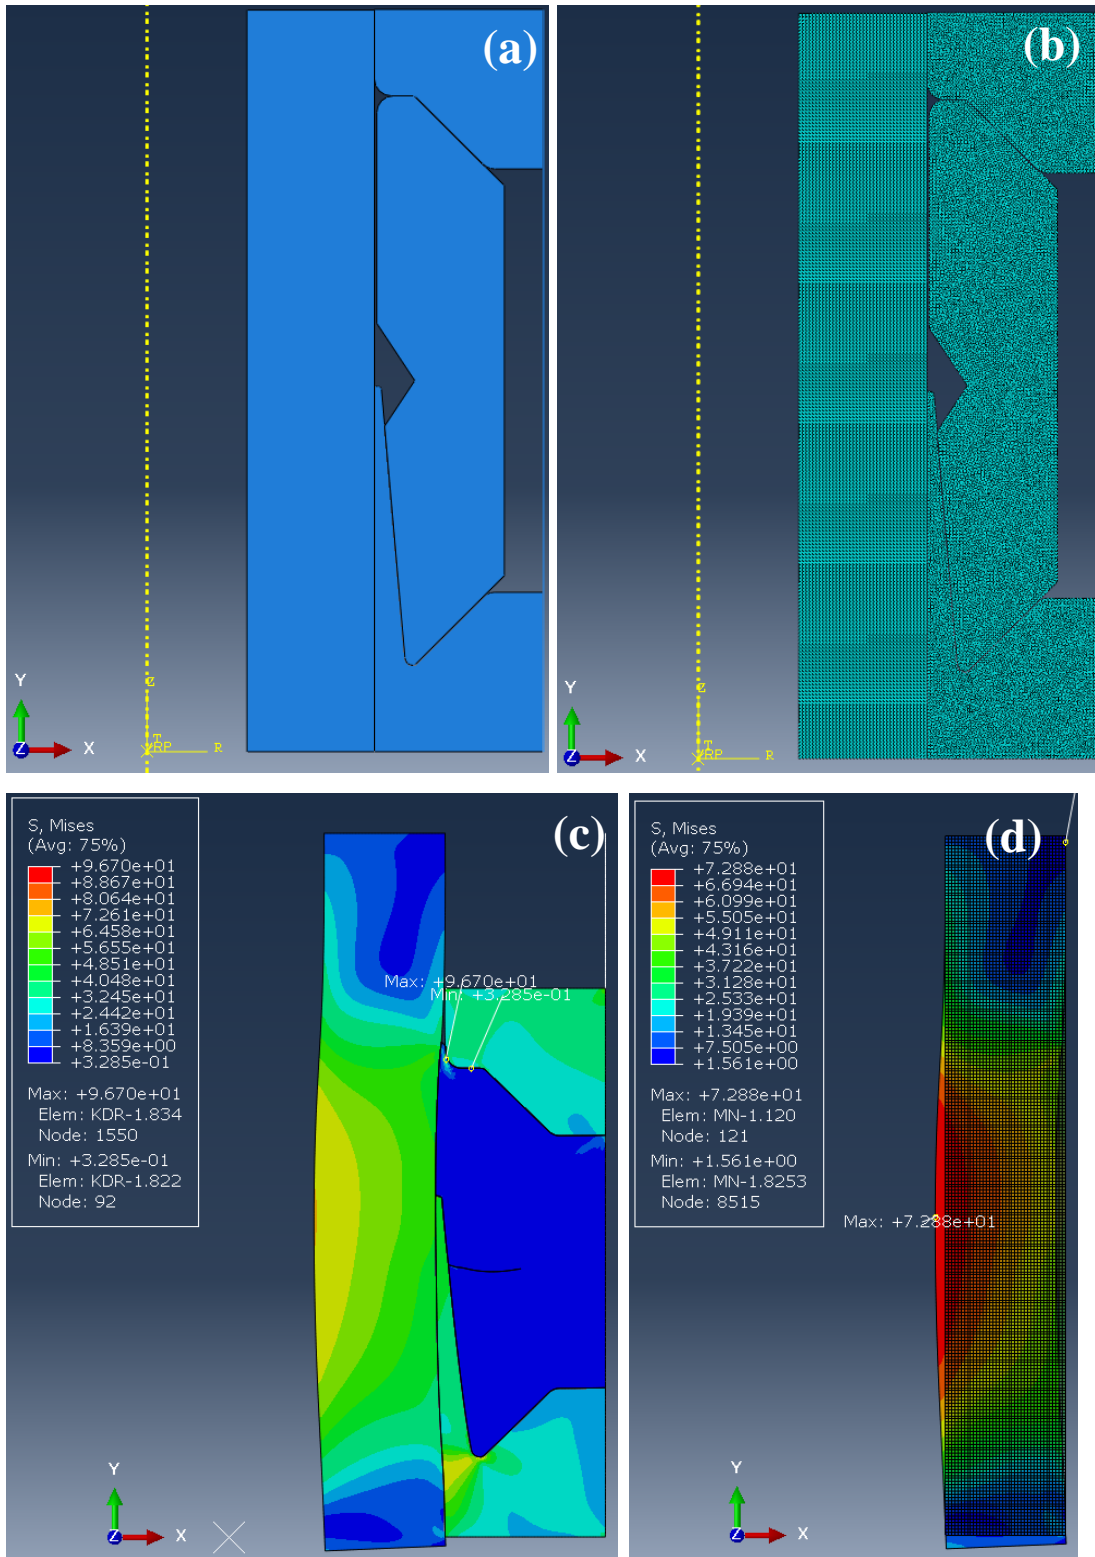 (a)
Y
X
Z
Z
T
RP
R
(b)
Y
X
Z
Z
T
RP
R
(c)
S, Mises
(Avg: 75%)
+9.670e+01
+8.867e+01
+8.064e+01
+7.261e+01
+6.458e+01
+5.655e+01
+4.851e+01
+4.048e+01
+3.245e+01
+2.442e+01
+1.639e+01
+8.359e+00
+3.285e-01
Max: +9.670e+01
Elem: KDR-1.834
Node: 1550
Min: +3.285e-01
Elem: KDR-1.822
Node: 92
Max: +9.670e+01
Min: +3.285e-01
Y
X
Z
(d)
S, Mises
(Avg: 75%)
+7.288e+01
+6.694e+01
+6.099e+01
+5.505e+01
+4.911e+01
+4.316e+01
+3.722e+01
+3.128e+01
+2.533e+01
+1.939e+01
+1.345e+01
+7.505e+00
+1.561e+00
Max: +7.288e+01
Elem: MN-1.120
Node: 121
Min: +1.561e+00
Elem: MN-1.8253
Node: 8515
Max: +7.288e+01
Y
X
Z